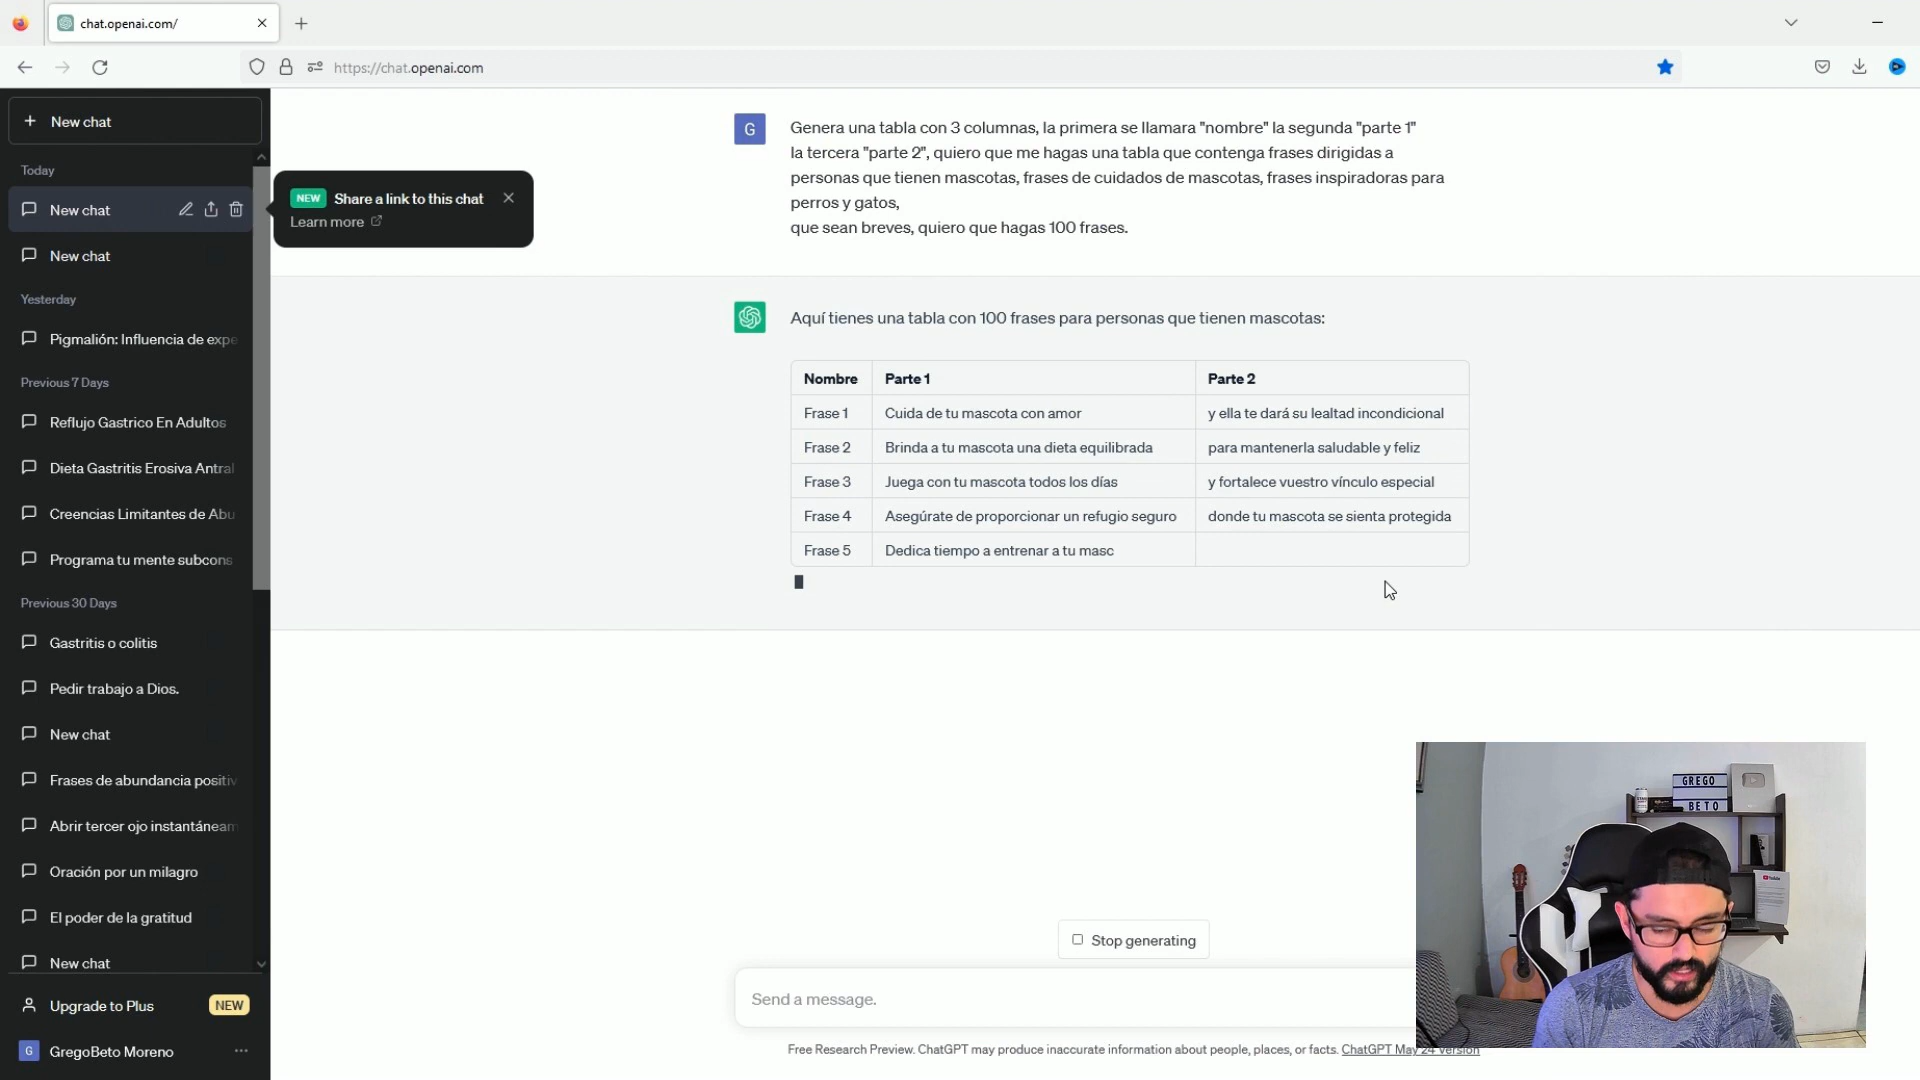 chat.openai.com/
https://chat.openai.com
New chat
Today
New chat
New chat
Yesterday
Pigmalión: Influencia de expe
Previous 7 Days
Reflujo Gastrico En Adultos
Dieta Gastritis Erosiva Antral
Creencias Limitantes de Abu
Programa tu mente subcons
Previous 30 Days
Gastritis o colitis
Pedir trabajo a Dios.
New chat
Frases de abundancia positiv
Abrir tercer ojo instantáneam
Oración por un milagro
El poder de la gratitud
New chat
Upgrade to Plus NEW
G GregoBeto Moreno
NEW Share a link to this chat
Learn more
G
Genera una tabla con 3 columnas, la primera se llamara "nombre" la segunda "parte 1"
la tercera "parte 2", quiero que me hagas una tabla que contenga frases dirigidas a
personas que tienen mascotas, frases de cuidados de mascotas, frases inspiradoras para
perros y gatos,
que sean breves, quiero que hagas 100 frases.
Aquí tienes una tabla con 100 frases para personas que tienen mascotas:
Nombre Parte 1 Parte 2
Frase 1 Cuida de tu mascota con amor y ella te dará su lealtad incondicional
Frase 2 Brinda a tu mascota una dieta equilibrada para mantenerla saludable y feliz
Frase 3 Juega con tu mascota todos los días y fortalece vuestro vínculo especial
Frase 4 Asegúrate de proporcionar un refugio seguro donde tu mascota se sienta protegida
Frase 5 Dedica tiempo a entrenar a tu masc
Stop generating
Send a message.
Free Research Preview. ChatGPT may produce inaccurate information about people, places, or facts. ChatGPT May 24 Version
GREGO
BETO
YouTube